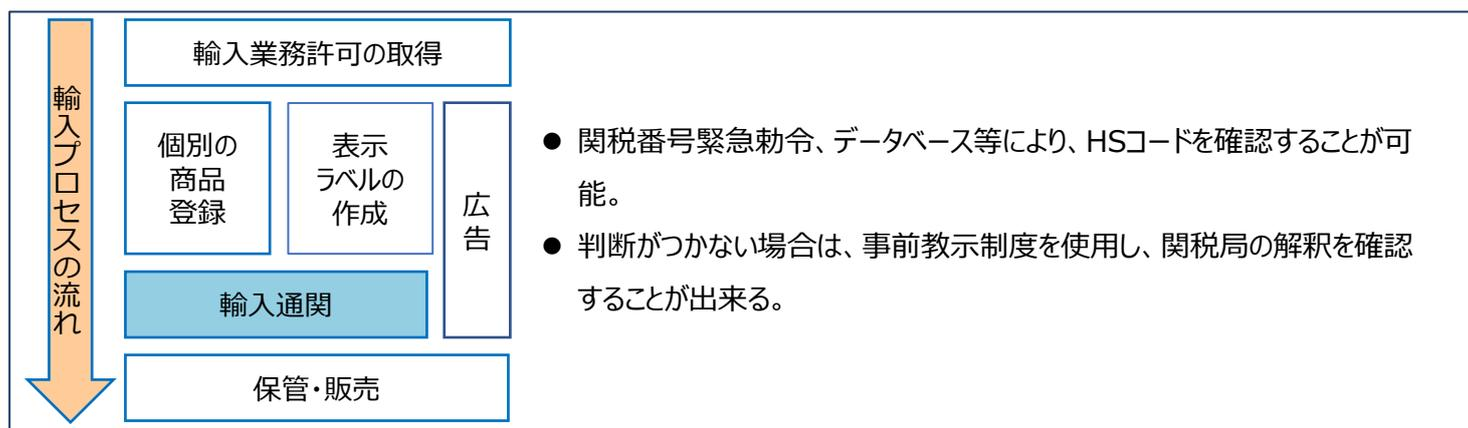 輸入プロセスの流れ
輸入業務許可の取得
個別の
商品
登録
表示
ラベルの
作成
広告
輸入通関
保管・販売
● 関税番号緊急勅令、データベース等により、HSコードを確認することが可
能。
● 判断がつかない場合は、事前教示制度を使用し、関税局の解釈を確認
することが出来る。